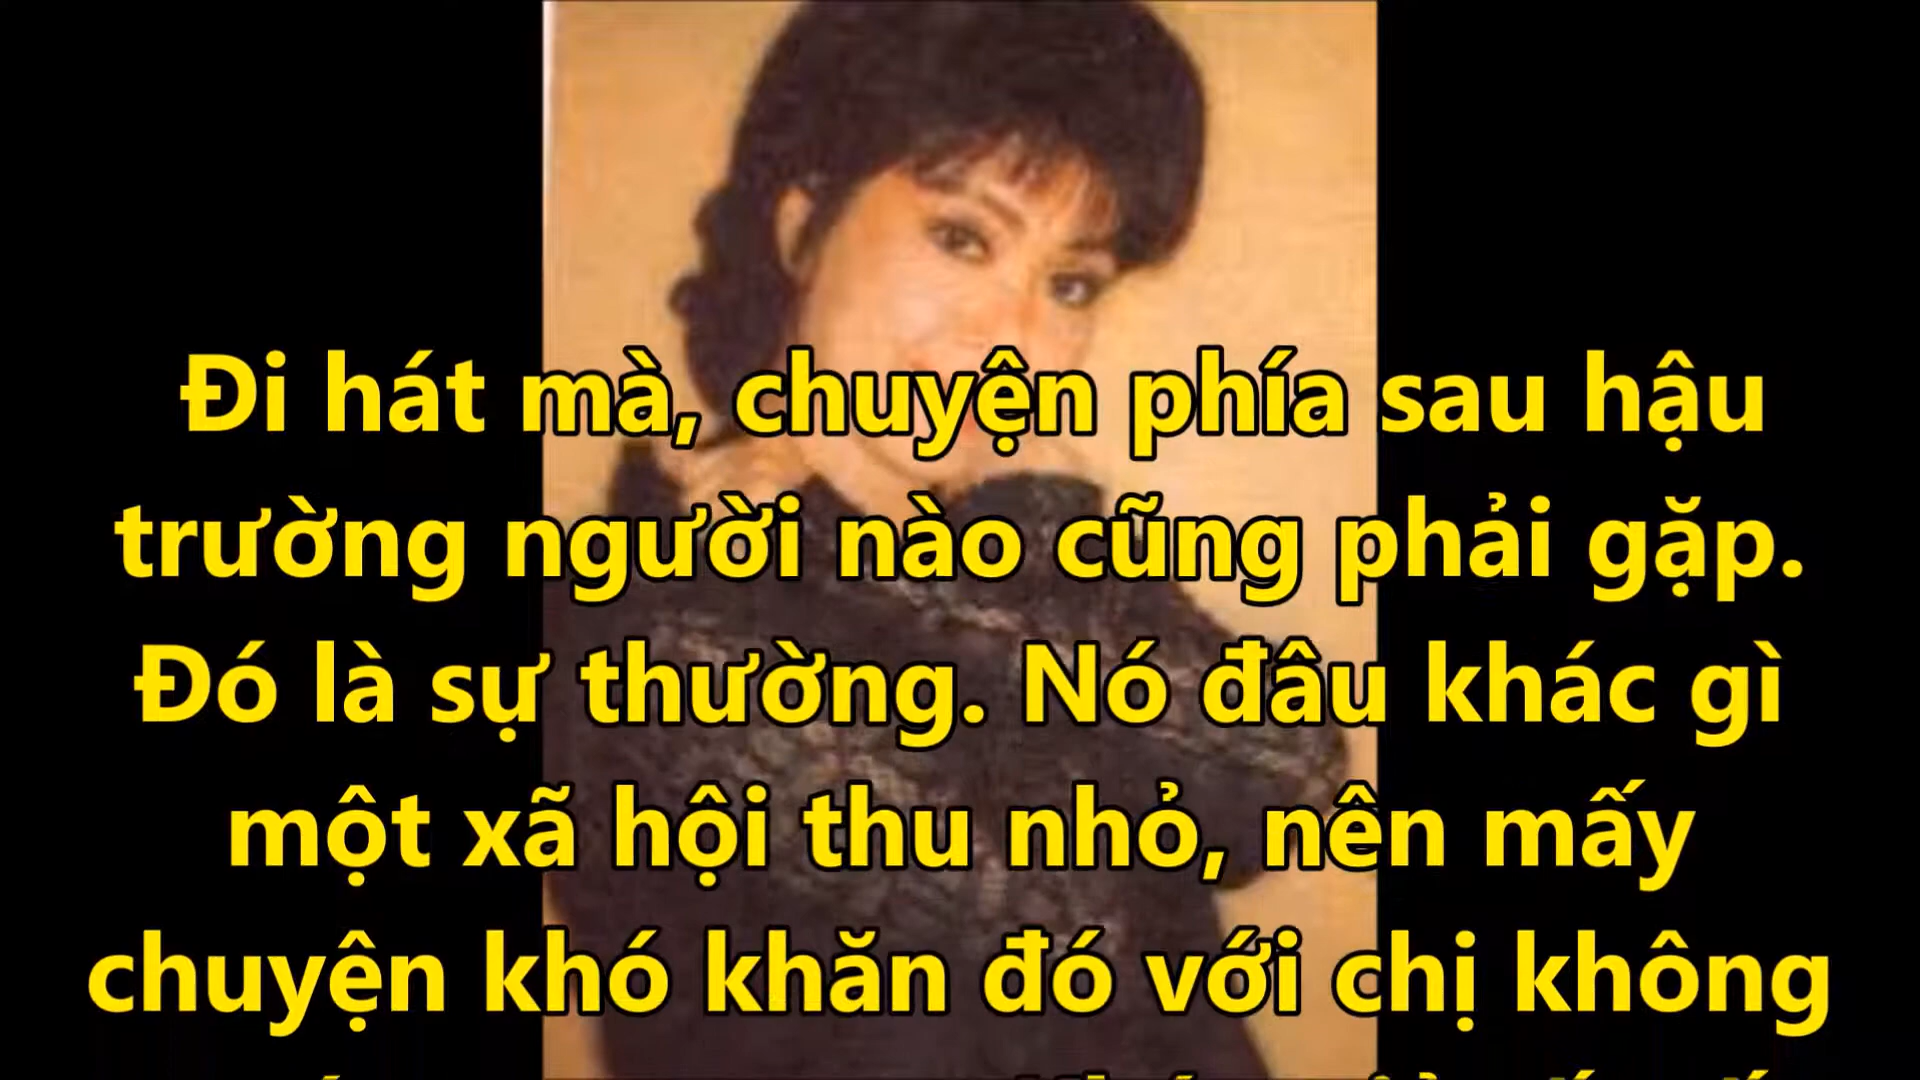 Đi hát mà, chuyện phía sau hậu
trường người nào cũng phải gặp.
Đó là sự thường. Nó đâu khác gì
một xã hội thu nhỏ, nên mấy
chuyện khó khăn đó với chị không